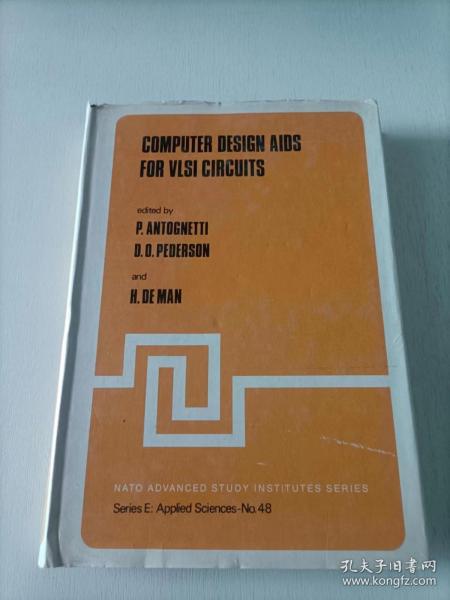 COMPUTER DESIGN AIDS
FOR VLSI CIRCUITS
edited by
P. ANTOGNETTI
D. O. PEDERSON
and
H. DE MAN
NATO ADVANCED STUDY INSTITUTES SERIES
Series E: Applied Sciences-No. 48
孔夫子旧书网
www.kongfz.com